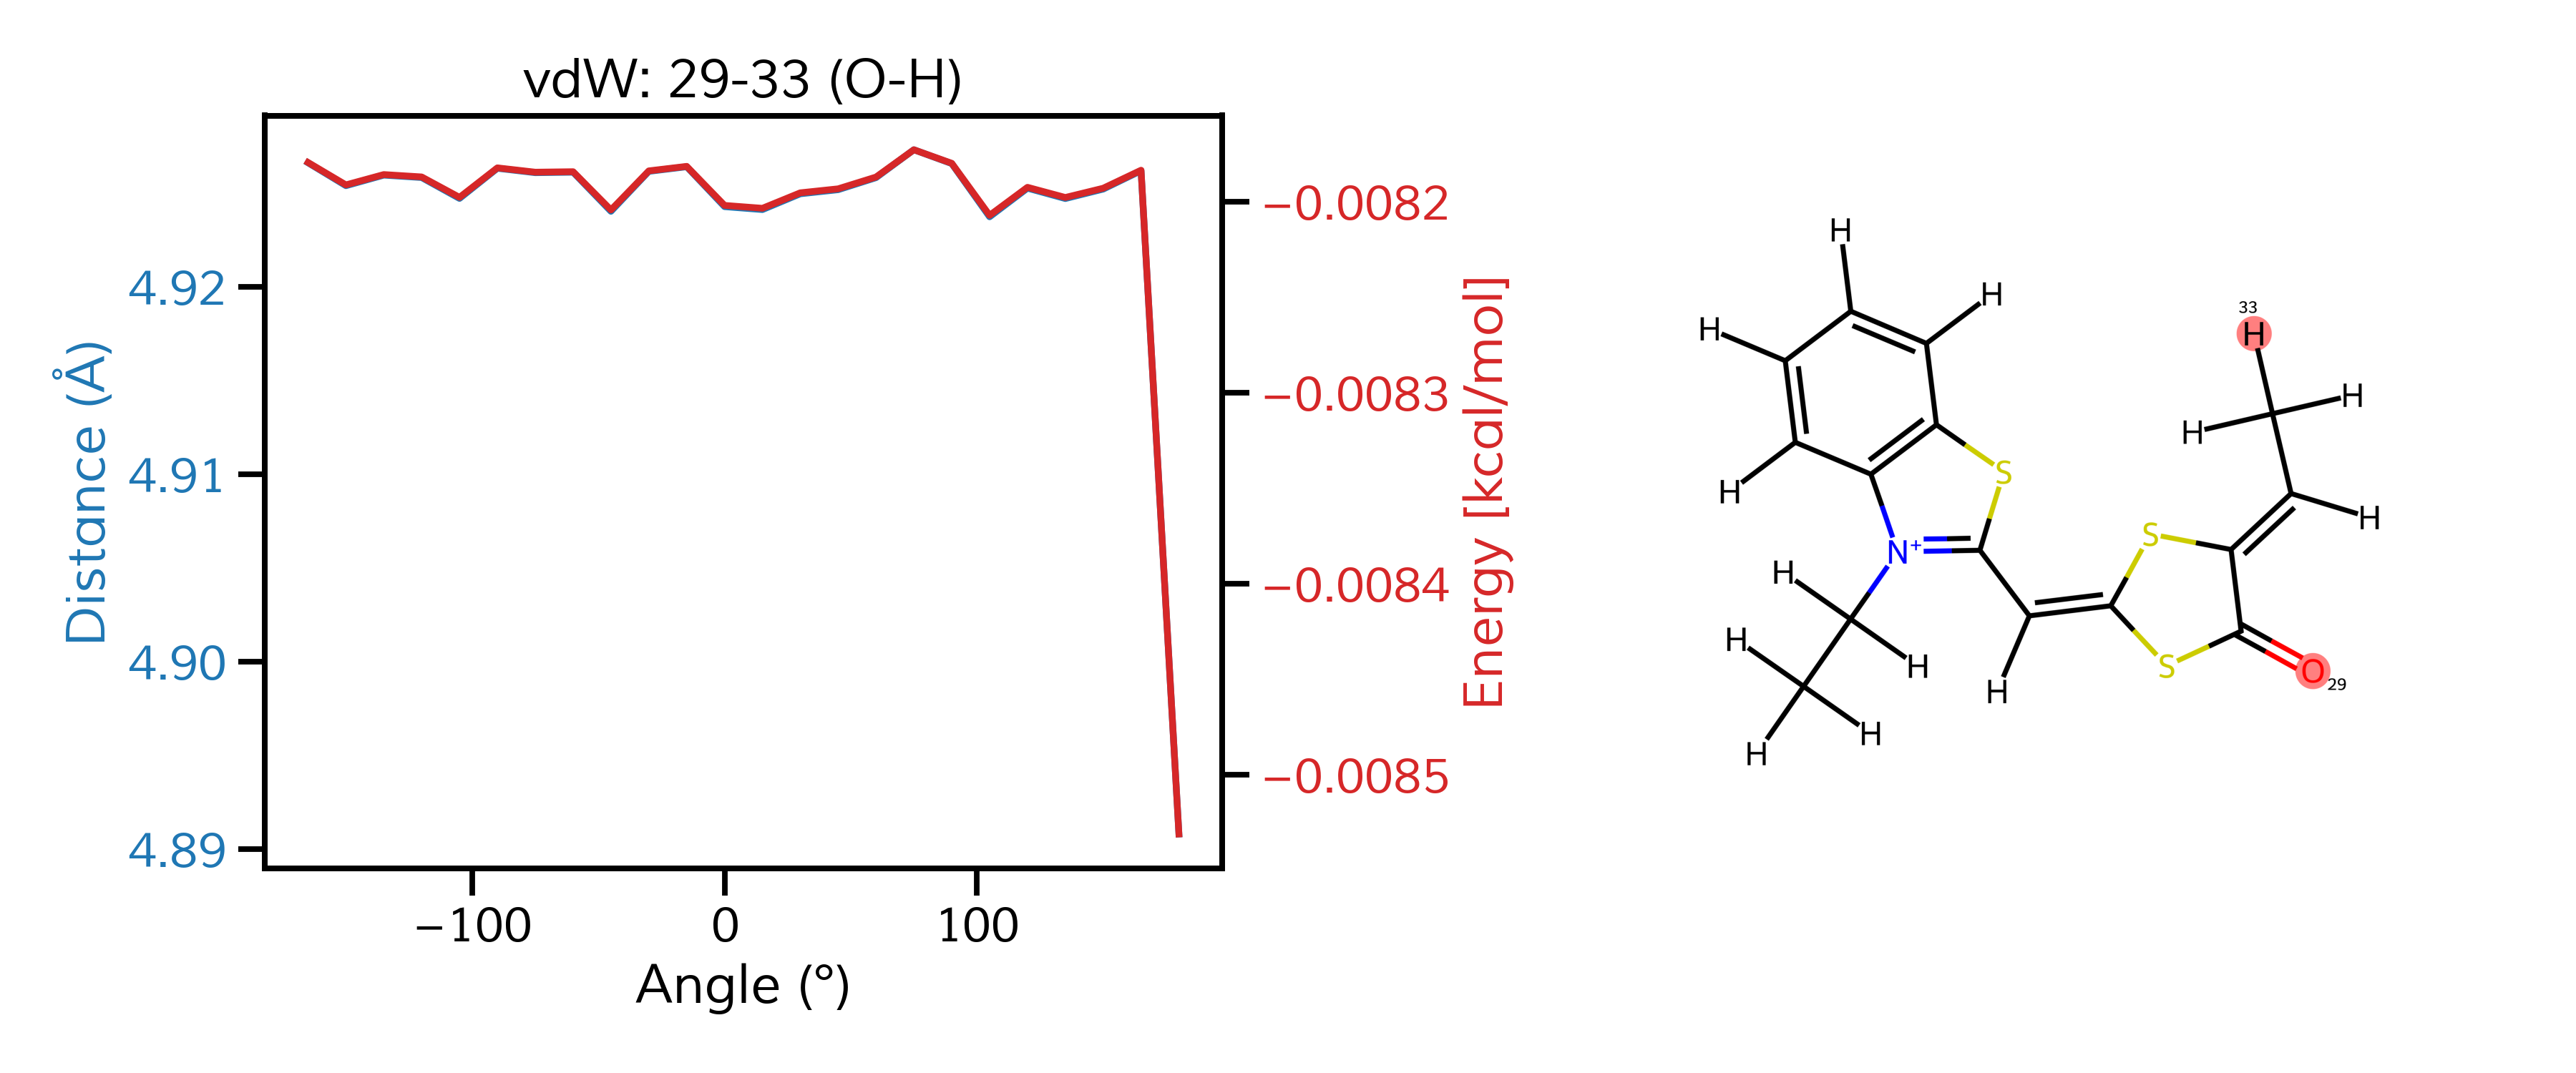 vdW: 29-33 (O-H)
Distance (Å)
4.92
4.91
4.90
4.89
−100
0
100
Angle (°)
−0.0082
−0.0083
−0.0084
−0.0085
Energy [kcal/mol]
H
H
H
H
33
H
H
H
H
S
S
N⁺
H
H
H
H
H
H
H
S
O
29